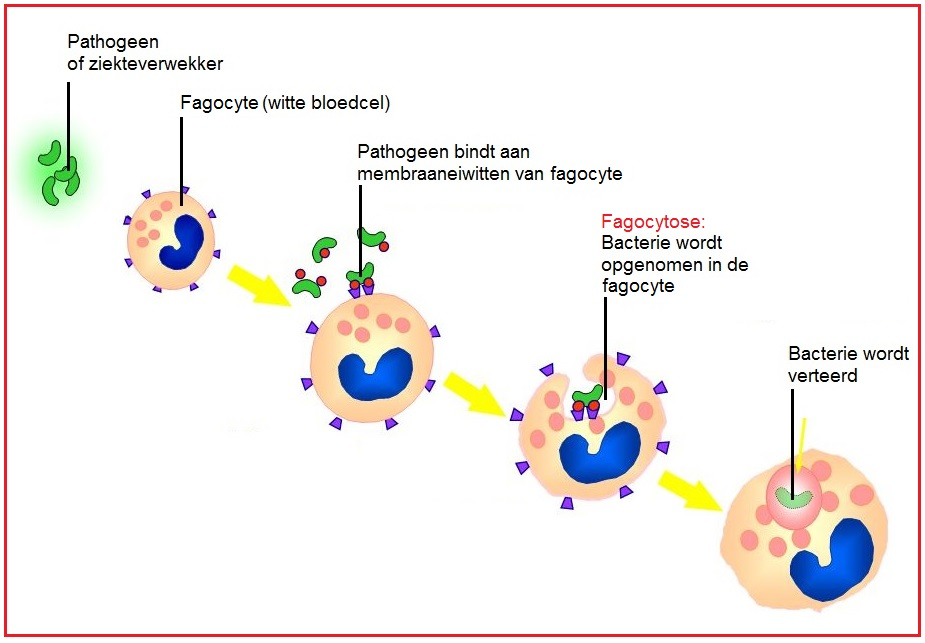 Pathogeen
of ziekteverwekker
Fagocyte (witte bloedcel)
Pathogeen bindt aan
membraaneiwitten van fagocyte
Fagocytose:
Bacterie wordt
opgenomen in de
fagocyte
Bacterie wordt
verteerd